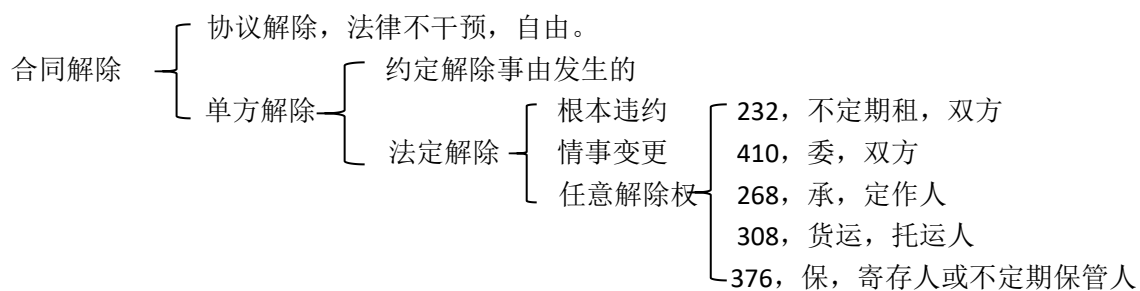 协议解除，法律不干预，自由。
合同解除
约定解除事由发生的
单方解除
根本违约
232，不定期租，双方
法定解除
情事变更
410，委，双方
任意解除权
268，承，定作人
308，货运，托运人
376，保，寄存人或不定期保管人